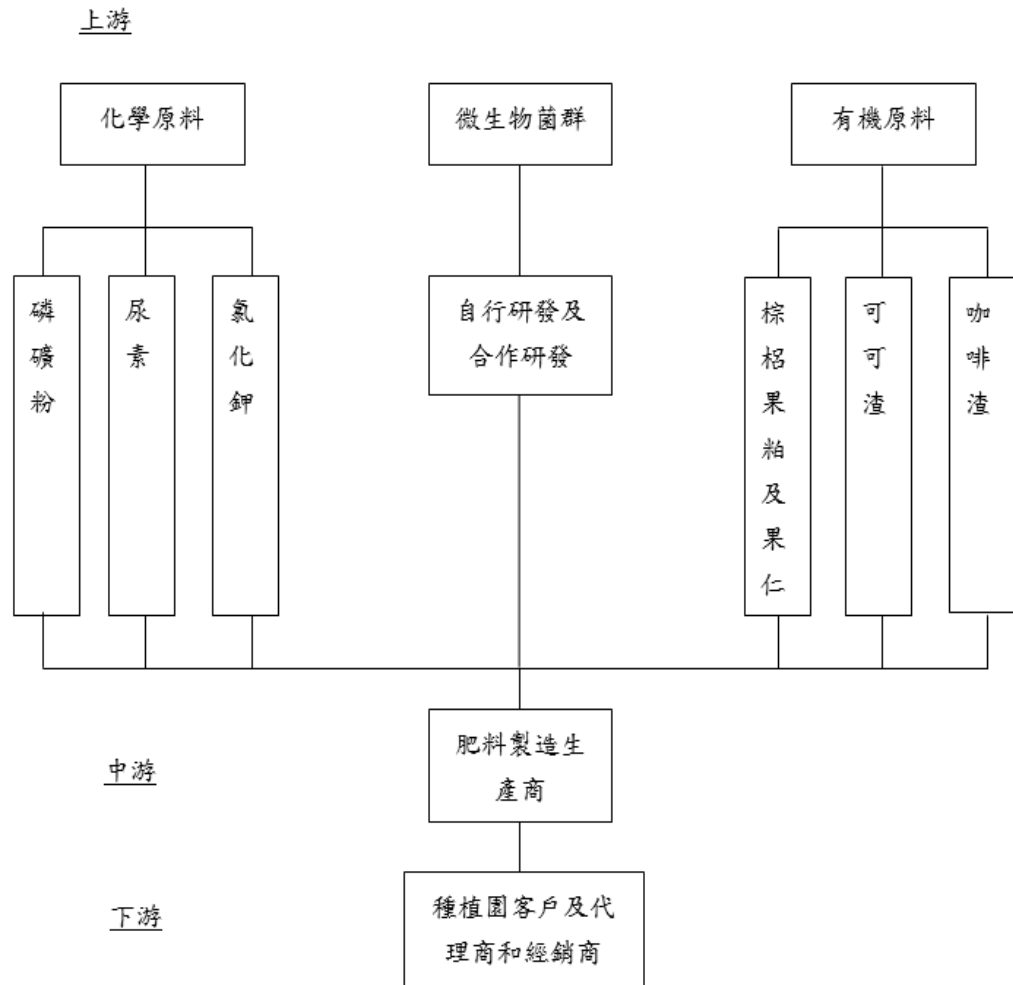 上游
化學原料
微生物菌群
有機原料
磷礦粉
尿素
氯化鉀
自行研發及
合作研發
棕梠果粕及果仁
可可渣
咖啡渣
中游
肥料製造生
產商
下游
種植園客戶及代
理商和經銷商